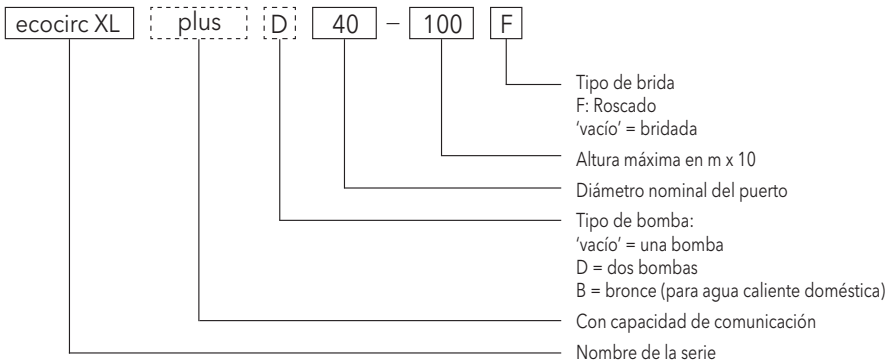 ecocirc XL plus D 40 – 100 F
Tipo de brida
F: Roscado
‘vacío’ = bridada
Altura máxima en m x 10
Diámetro nominal del puerto
Tipo de bomba:
‘vacío’ = una bomba
D = dos bombas
B = bronce (para agua caliente doméstica)
Con capacidad de comunicación
Nombre de la serie